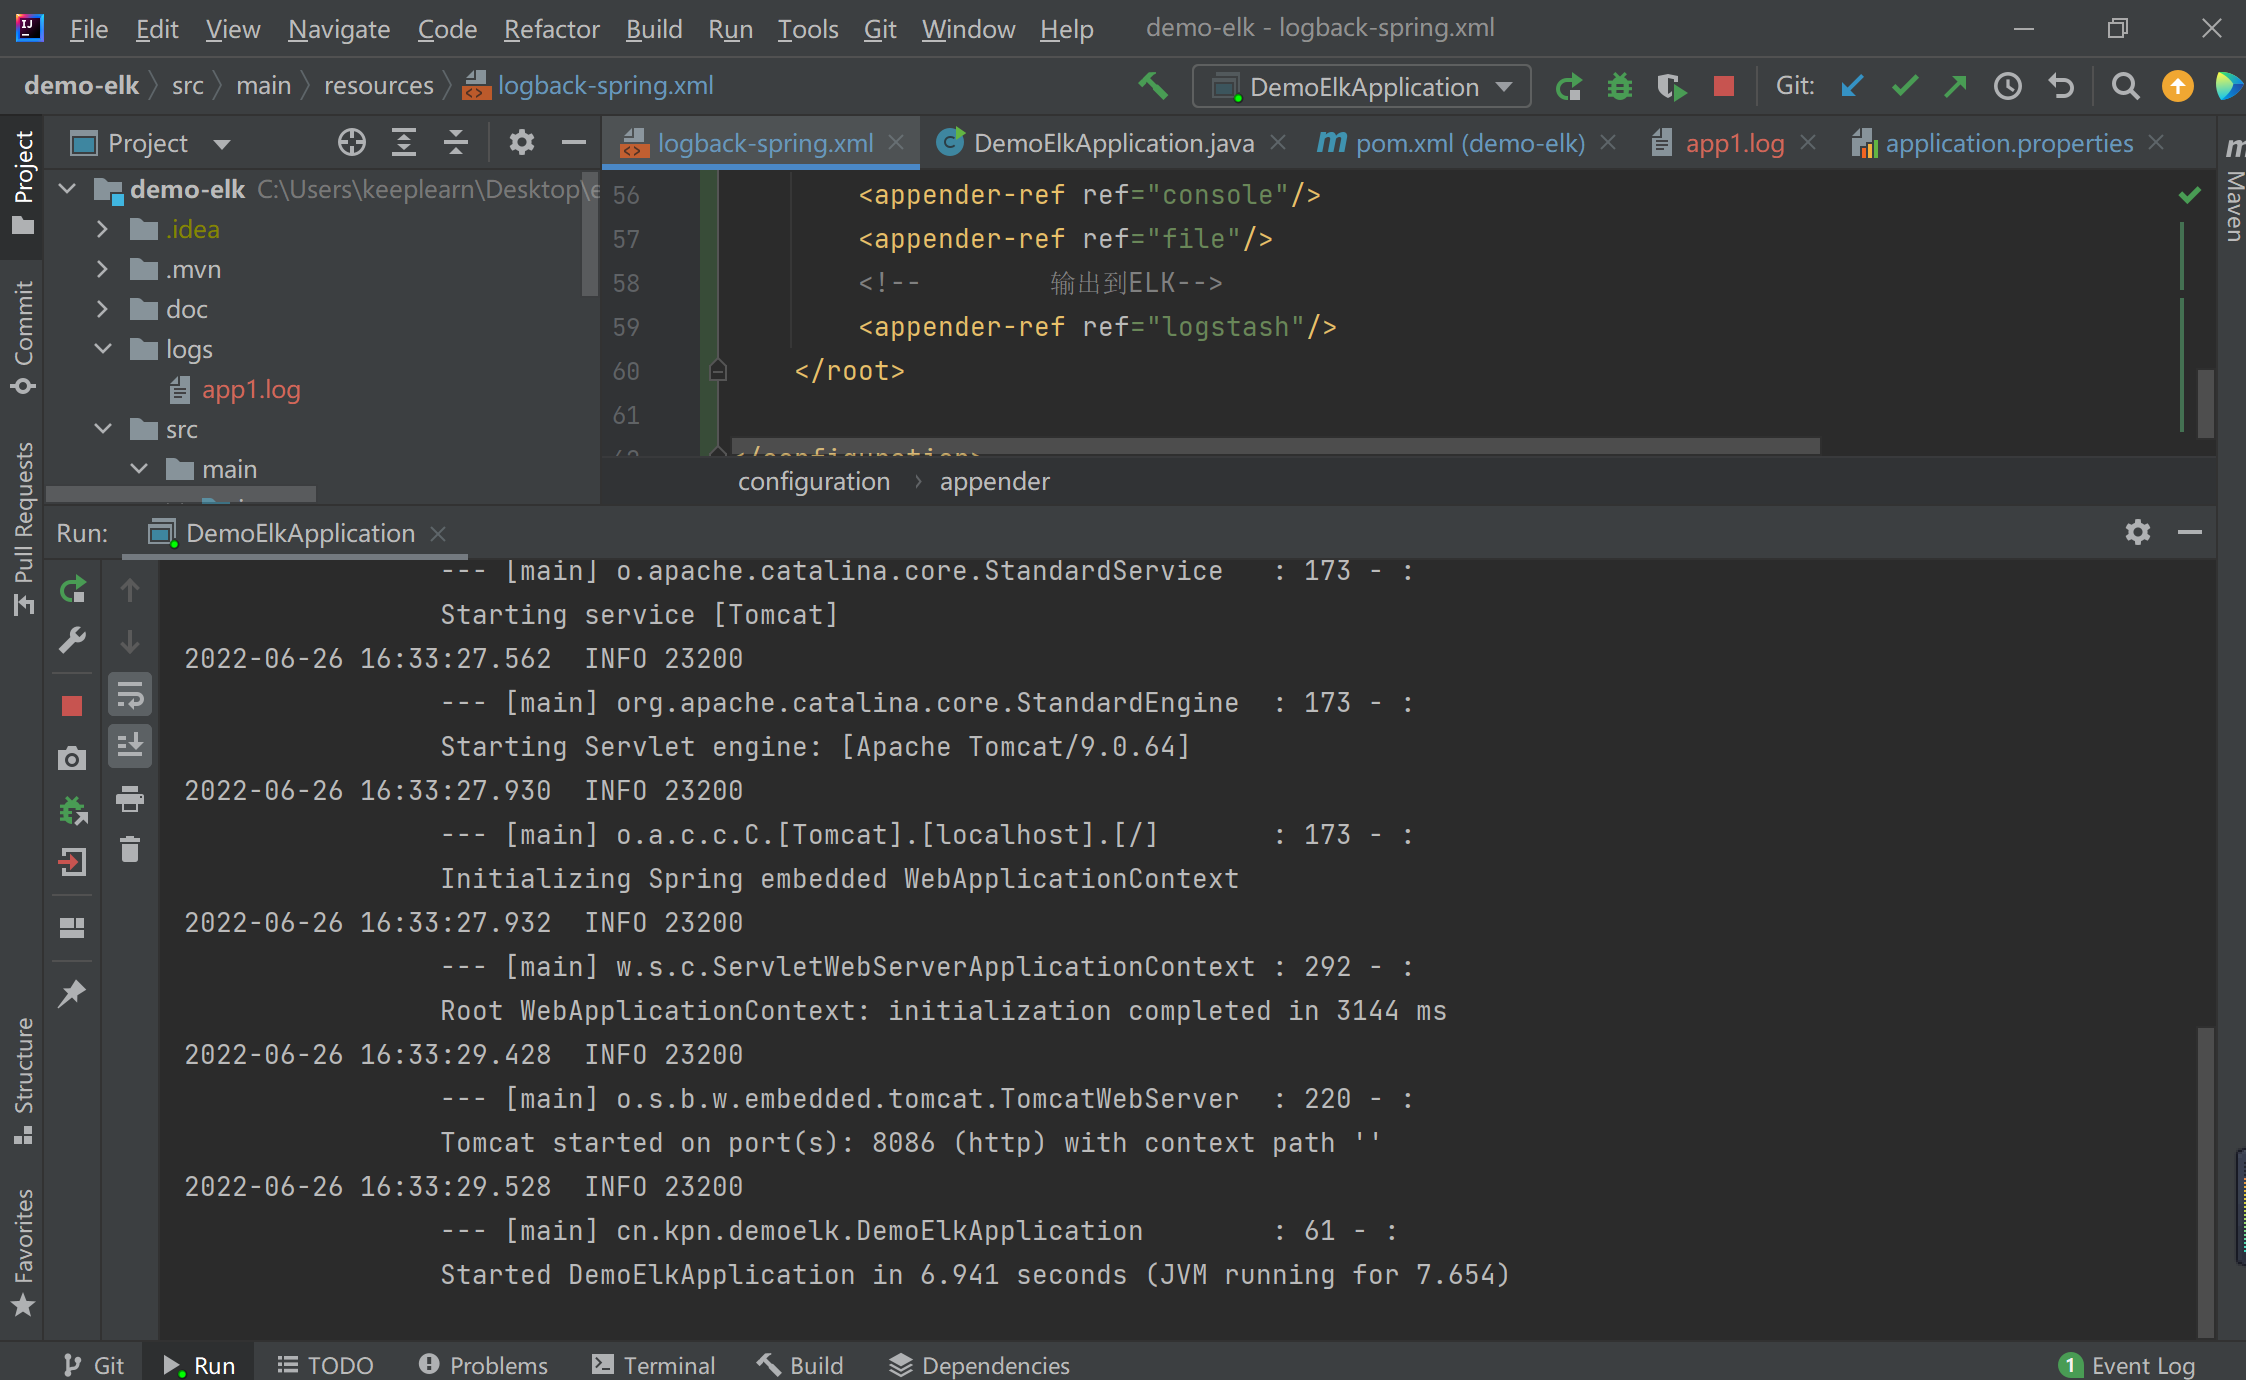 File Edit View Navigate Code Refactor Build Run Tools Git Window Help demo-elk - logback-spring.xml
demo-elk src main resources logback-spring.xml DemoElkApplication Git:
Project
logback-spring.xml DemoElkApplication.java pom.xml (demo-elk) app1.log application.properties
demo-elk C:\Users\keeplearn\Desktop\e
.idea
.mvn
doc
logs
app1.log
src
main
56 <appender-ref ref="console"/>
57 <appender-ref ref="file"/>
58 <!-- 输出到ELK-->
59 <appender-ref ref="logstash"/>
60 </root>
61
62 </configuration>
configuration › appender
Project
Commit
Pull Requests
Structure
Favorites
Maven
Run: DemoElkApplication
--- [main] o.apache.catalina.core.StandardService : 173 - :
Starting service [Tomcat]
2022-06-26 16:33:27.562 INFO 23200
--- [main] org.apache.catalina.core.StandardEngine : 173 - :
Starting Servlet engine: [Apache Tomcat/9.0.64]
2022-06-26 16:33:27.930 INFO 23200
--- [main] o.a.c.c.C.[Tomcat].[localhost].[/] : 173 - :
Initializing Spring embedded WebApplicationContext
2022-06-26 16:33:27.932 INFO 23200
--- [main] w.s.c.ServletWebServerApplicationContext : 292 - :
Root WebApplicationContext: initialization completed in 3144 ms
2022-06-26 16:33:29.428 INFO 23200
--- [main] o.s.b.w.embedded.tomcat.TomcatWebServer : 220 - :
Tomcat started on port(s): 8086 (http) with context path ''
2022-06-26 16:33:29.528 INFO 23200
--- [main] cn.kpn.demoelk.DemoElkApplication : 61 - :
Started DemoElkApplication in 6.941 seconds (JVM running for 7.654)
Git Run TODO Problems Terminal Build Dependencies 1 Event Log